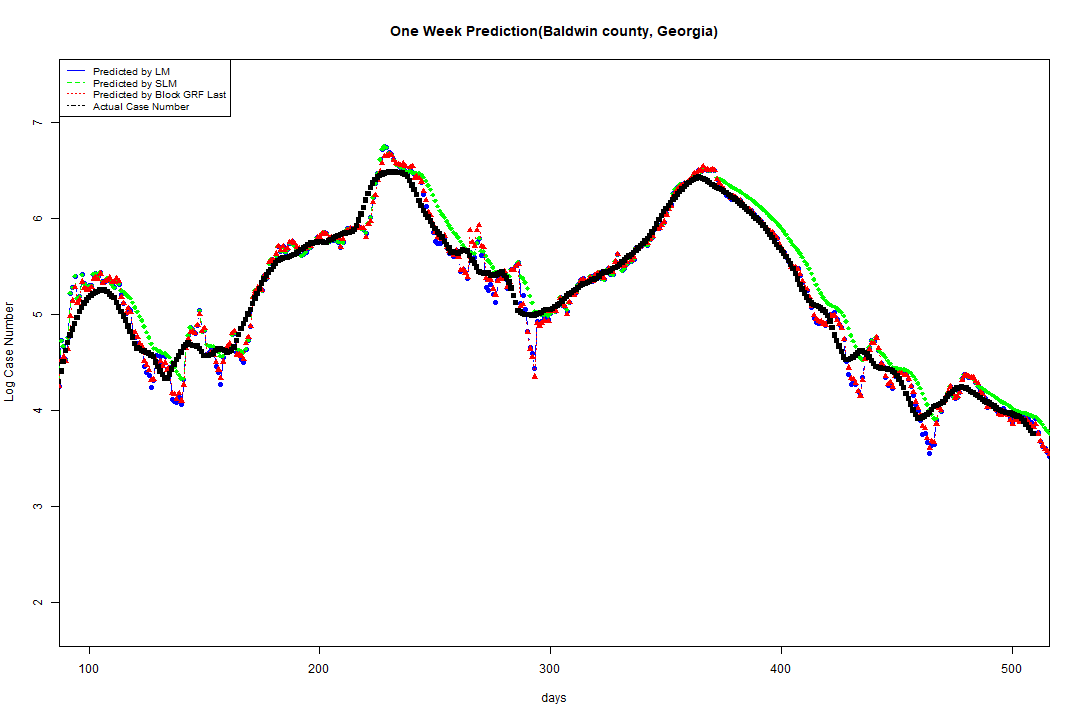 One Week Prediction(Baldwin county, Georgia)
Predicted by LM
Predicted by SLM
Predicted by Block GRF Last
Actual Case Number
7
6
5
4
3
2
Log Case Number
100 200 300 400 500
days